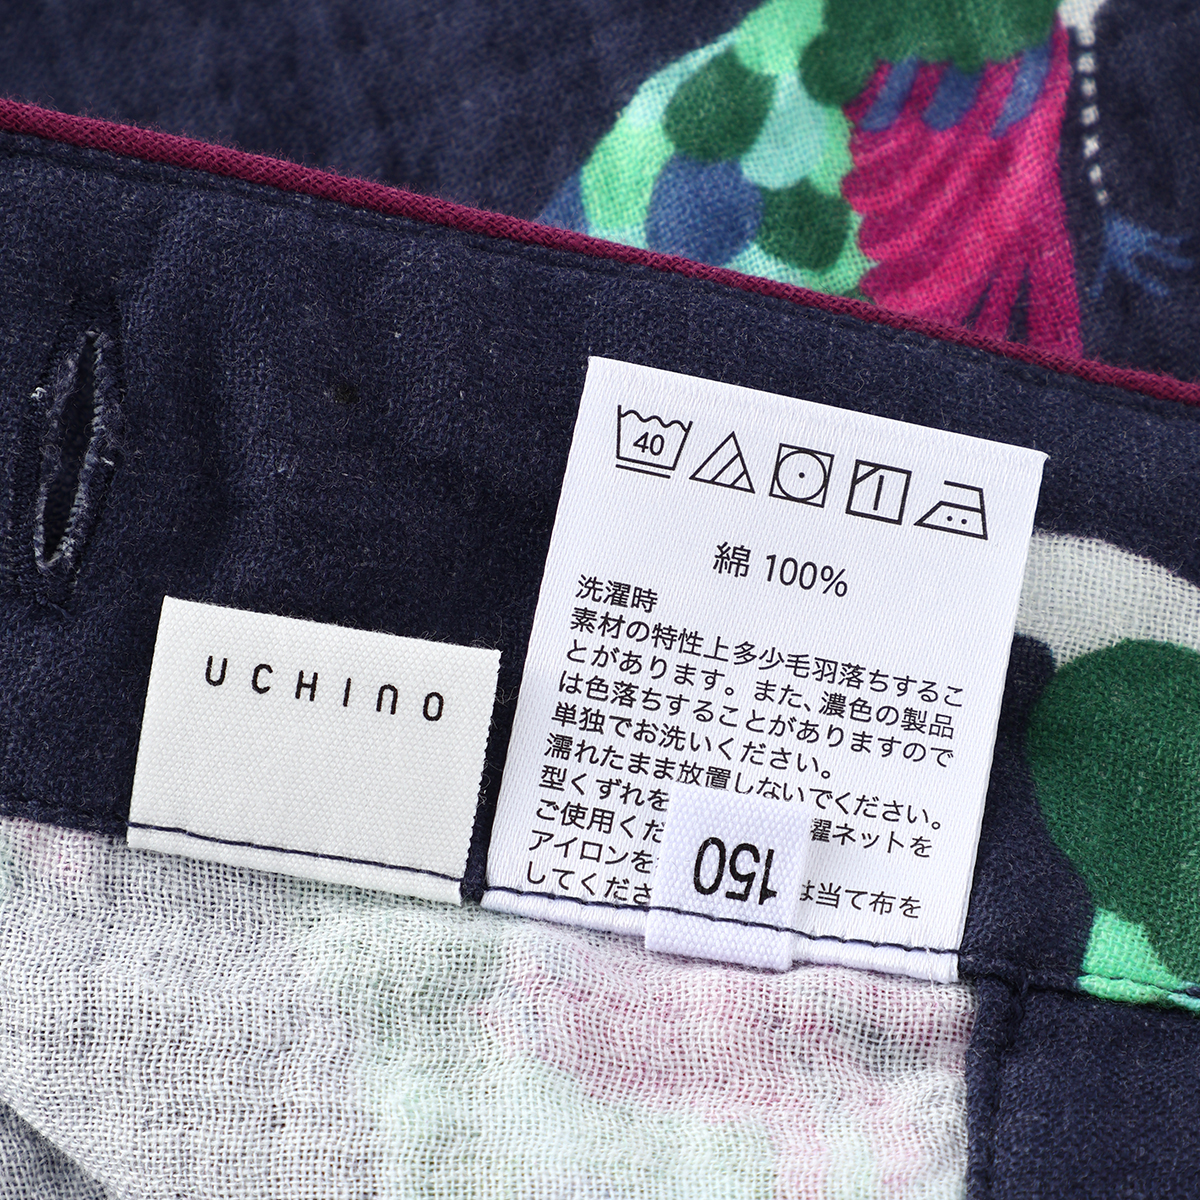 UCHINO
40
綿 100%
洗濯時
素材の特性上多少毛羽落ちするこ
とがあります。また、濃色の製品
は色落ちすることがありますので
単独でお洗いください。
濡れたまま放置しないでください。
型くずれを
ご使用くだ 濯ネットを
アイロンを
してくださ は当て布を
150